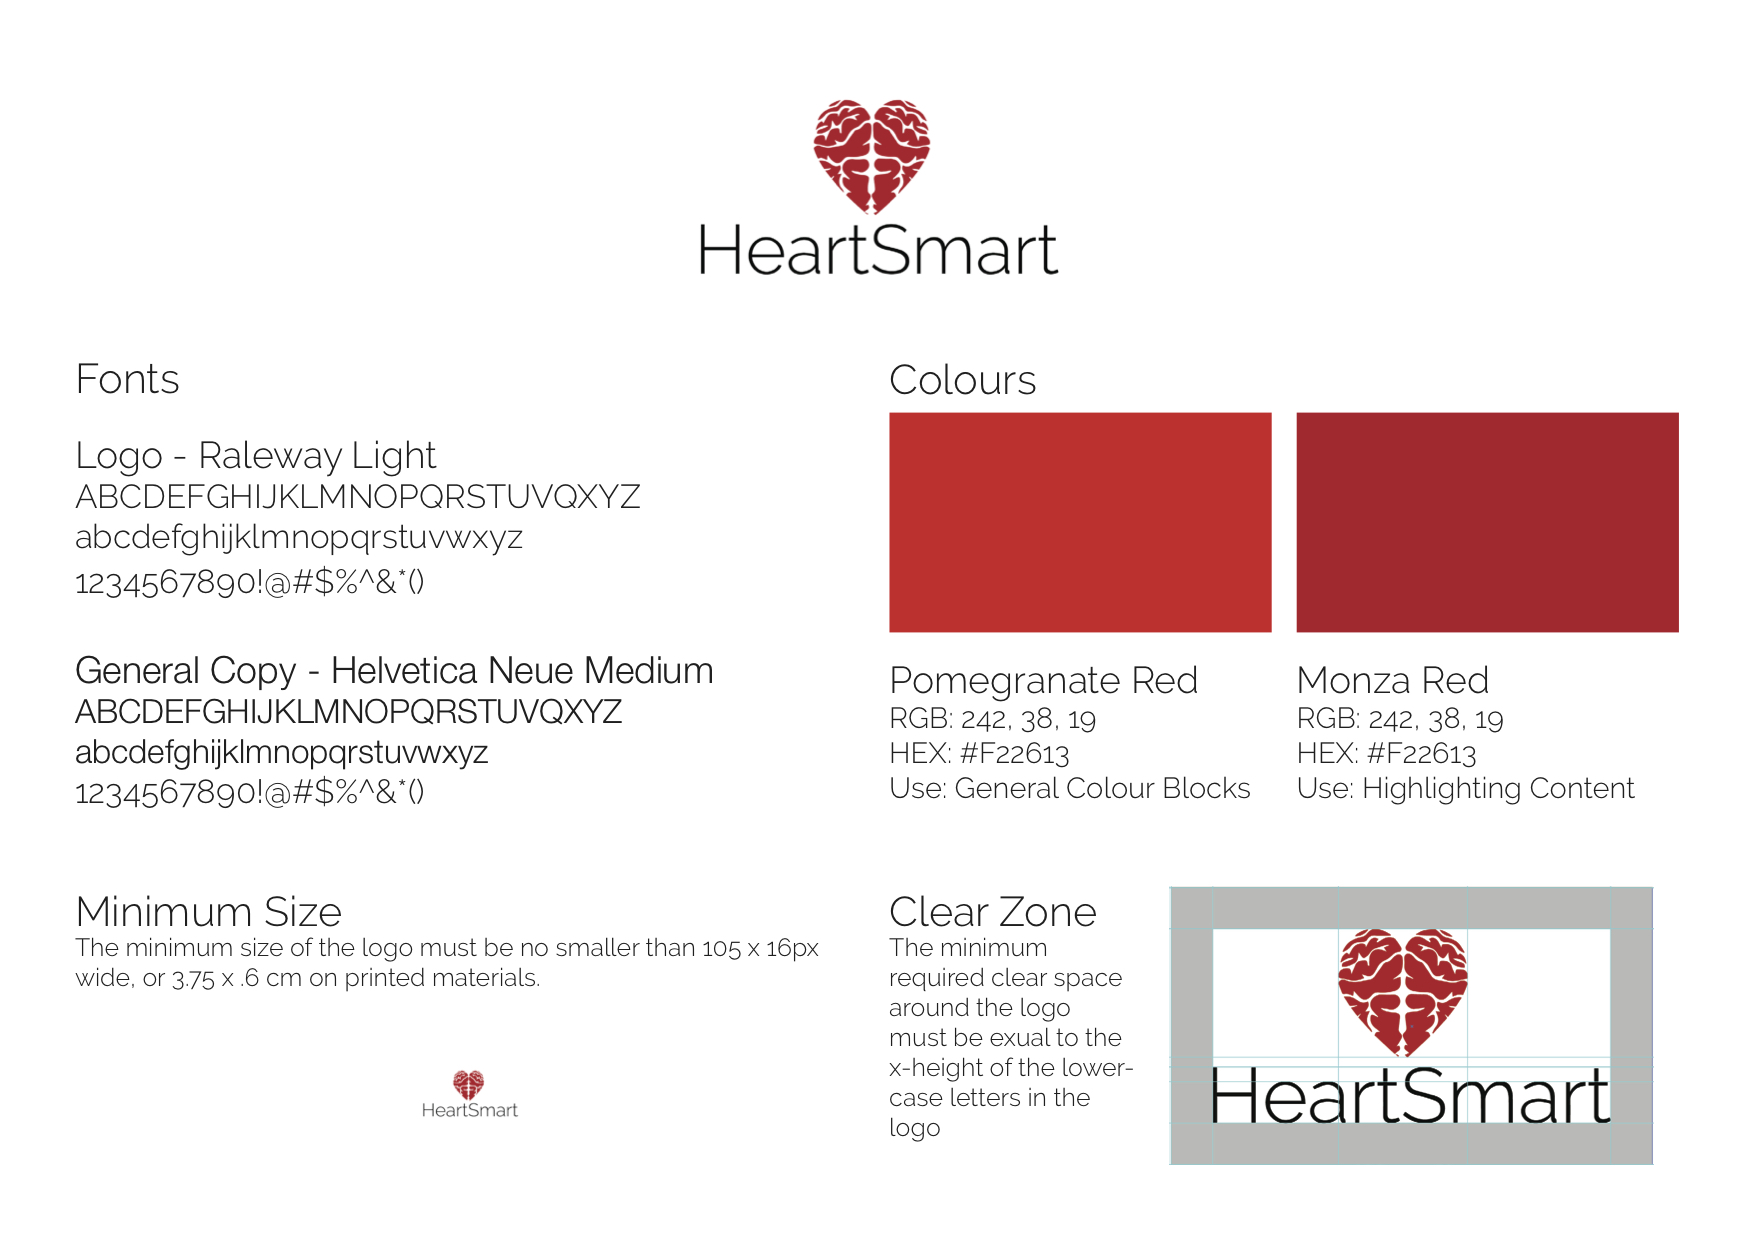 HeartSmart
Fonts
Logo - Raleway Light
ABCDEFGHIJKLMNOPQRSTUVQXYZ
abcdefghijklmnopqrstuvwxyz
1234567890!@#$%^&*()
General Copy - Helvetica Neue Medium
ABCDEFGHIJKLMNOPQRSTUVQXYZ
abcdefghijklmnopqrstuvwxyz
1234567890!@#$%^&*()
Colours
Pomegranate Red
RGB: 242, 38, 19
HEX: #F22613
Use: General Colour Blocks
Monza Red
RGB: 242, 38, 19
HEX: #F22613
Use: Highlighting Content
Minimum Size
The minimum size of the logo must be no smaller than 105 x 16px
wide, or 3.75 x .6 cm on printed materials.
HeartSmart
Clear Zone
The minimum
required clear space
around the logo
must be exual to the
x-height of the lower-
case letters in the
logo
HeartSmart